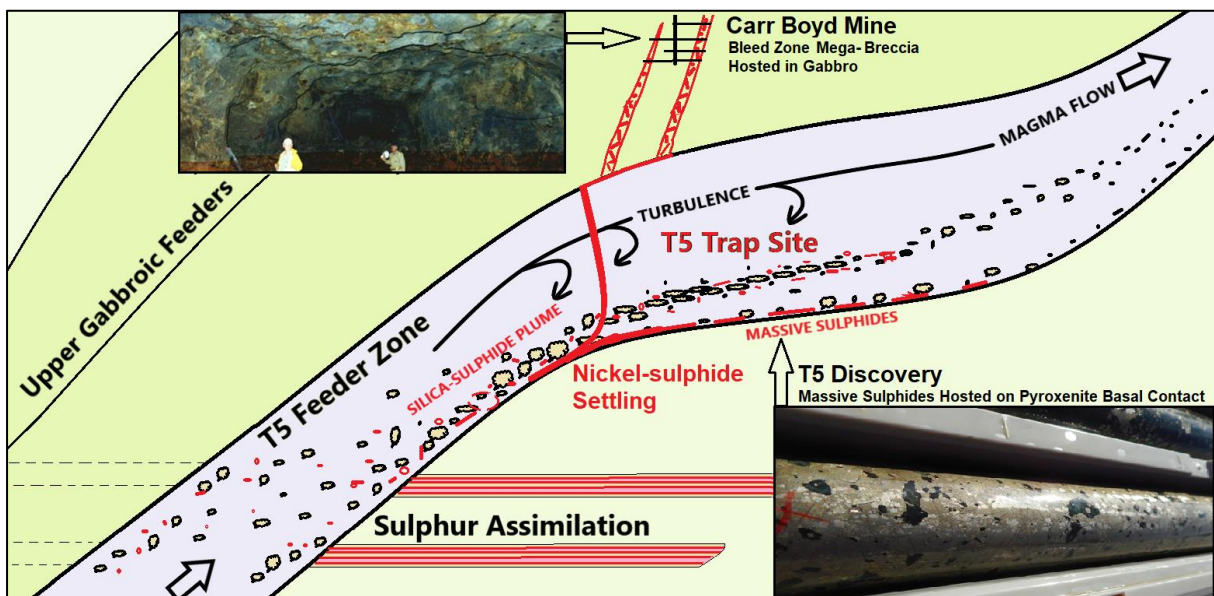 Carr Boyd Mine
Bleed Zone Mega- Breccia
Hosted in Gabbro
MAGMA FLOW
TURBULENCE
T5 Trap Site
Upper Gabbroic Feeders
T5 Feeder Zone
SILICA-SULPHIDE PLUME
MASSIVE SULPHIDES
Nickel-sulphide
Settling
T5 Discovery
Massive Sulphides Hosted on Pyroxenite Basal Contact
Sulphur Assimilation